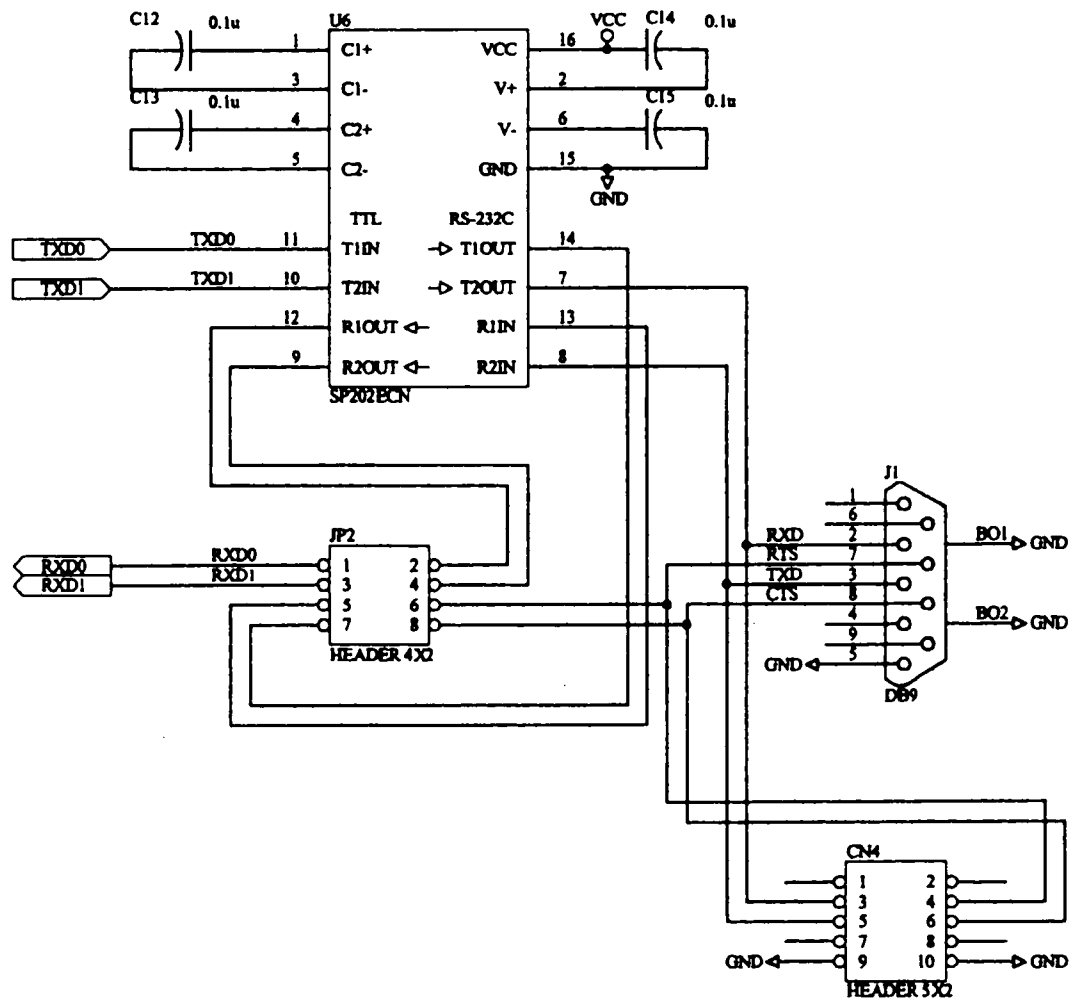 C12 0.1u U6 VCC C14
1 C1+ VCC 16
3 C1- V+ 2
C13 0.1u C15 0.1u
4 C2+ V- 6
5 C2- GND 15
GND
TTL RS-232C
TXD0 TXD0 11 T1IN T1OUT 14
TXD1 TXD1 10 T2IN T2OUT 7
12 R1OUT R1IN 13
9 R2OUT R2IN 8
SP202ECN
J1
1
6
RXD 2 BO1 GND
RTS 7
TXD 3
CTS 8
4 BO2 GND
9
GND 5
DB9
JP2
RXD0 RXD0 1 2
RXD1 RXD1 3 4
5 6
7 8
HEADER 4X2
CN4
1 2
3 4
5 6
7 8
GND 9 10 GND
HEADER 5X2